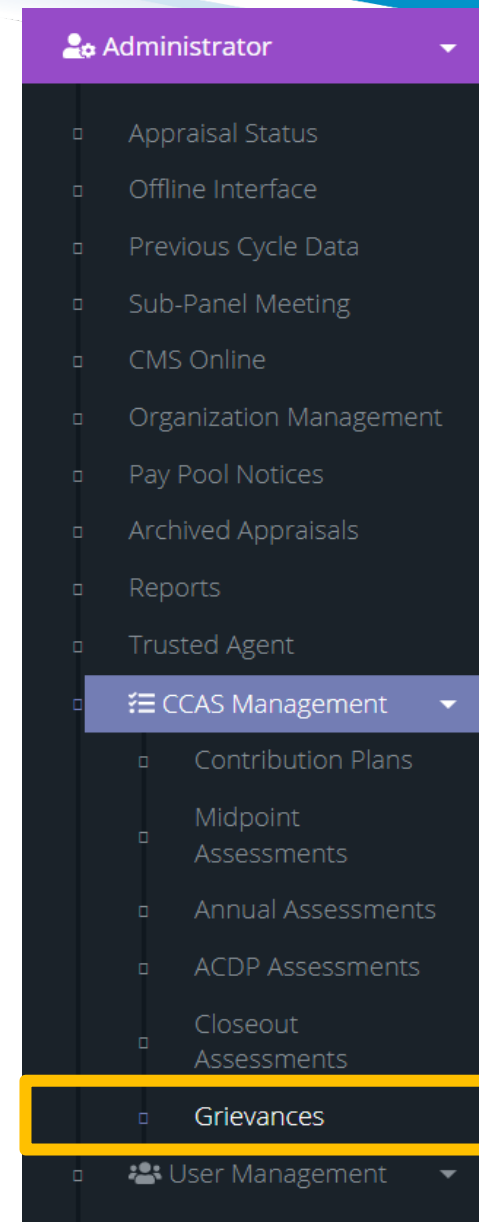 Administrator
Appraisal Status
Offline Interface
Previous Cycle Data
Sub-Panel Meeting
CMS Online
Organization Management
Pay Pool Notices
Archived Appraisals
Reports
Trusted Agent
CCAS Management
Contribution Plans
Midpoint
Assessments
Annual Assessments
ACDP Assessments
Closeout
Assessments
Grievances
User Management